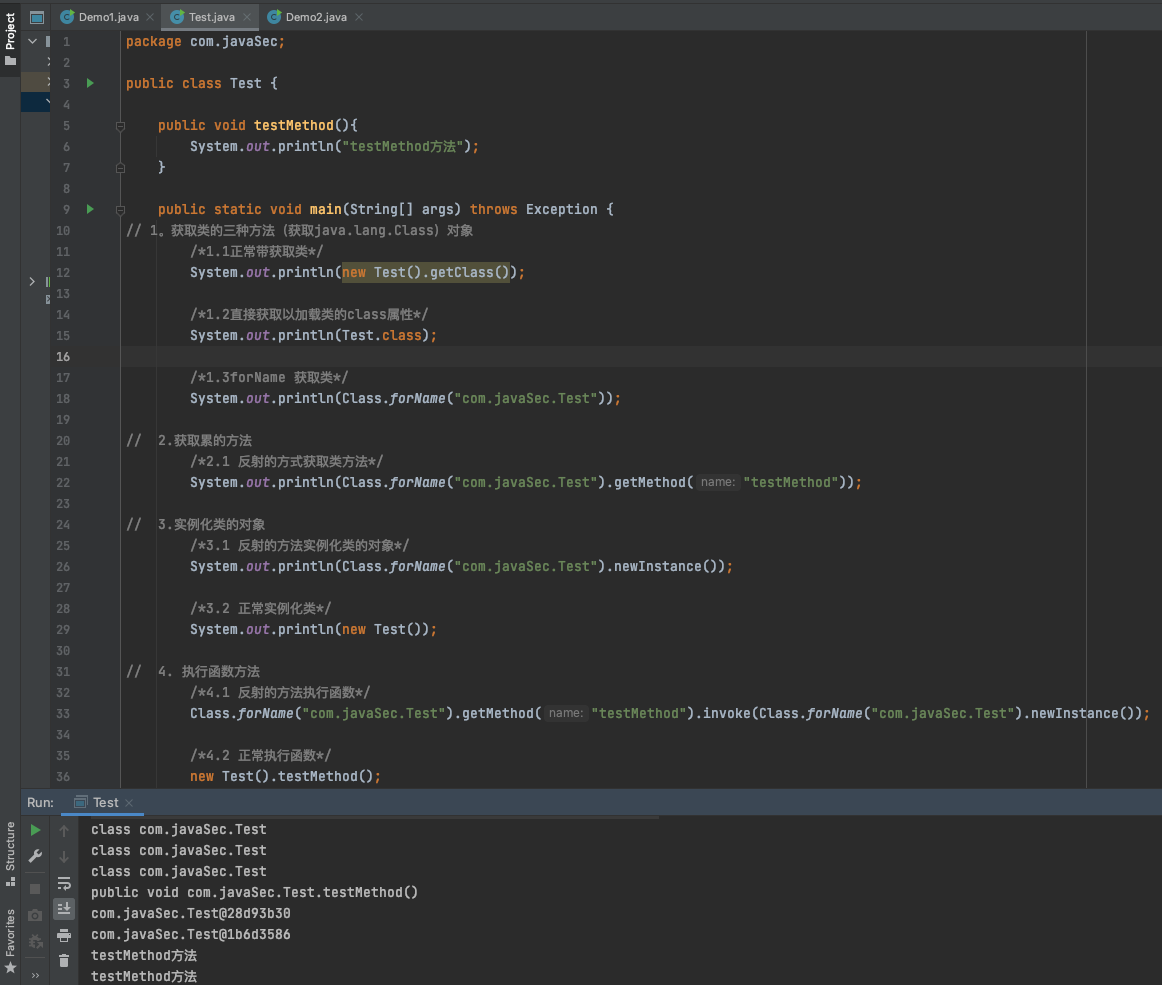 Project
Demo1.java
Test.java
Demo2.java
1 package com.javaSec;
2
3 public class Test {
4
5 public void testMethod(){
6 System.out.println("testMethod方法");
7 }
8
9 public static void main(String[] args) throws Exception {
10 // 1。获取类的三种方法（获取java.lang.Class）对象
11 /*1.1正常带获取类*/
12 System.out.println(new Test().getClass());
13
14 /*1.2直接获取以加载类的class属性*/
15 System.out.println(Test.class);
16
17 /*1.3forName 获取类*/
18 System.out.println(Class.forName("com.javaSec.Test"));
19
20 // 2.获取累的方法
21 /*2.1 反射的方式获取类方法*/
22 System.out.println(Class.forName("com.javaSec.Test").getMethod( name: "testMethod"));
23
24 // 3.实例化类的对象
25 /*3.1 反射的方法实例化类的对象*/
26 System.out.println(Class.forName("com.javaSec.Test").newInstance());
27
28 /*3.2 正常实例化类*/
29 System.out.println(new Test());
30
31 // 4. 执行函数方法
32 /*4.1 反射的方法执行函数*/
33 Class.forName("com.javaSec.Test").getMethod( name: "testMethod").invoke(Class.forName("com.javaSec.Test").newInstance());
34
35 /*4.2 正常执行函数*/
36 new Test().testMethod();
Run: Test
class com.javaSec.Test
class com.javaSec.Test
class com.javaSec.Test
public void com.javaSec.Test.testMethod()
com.javaSec.Test@28d93b30
com.javaSec.Test@1b6d3586
testMethod方法
testMethod方法
Structure
Favorites